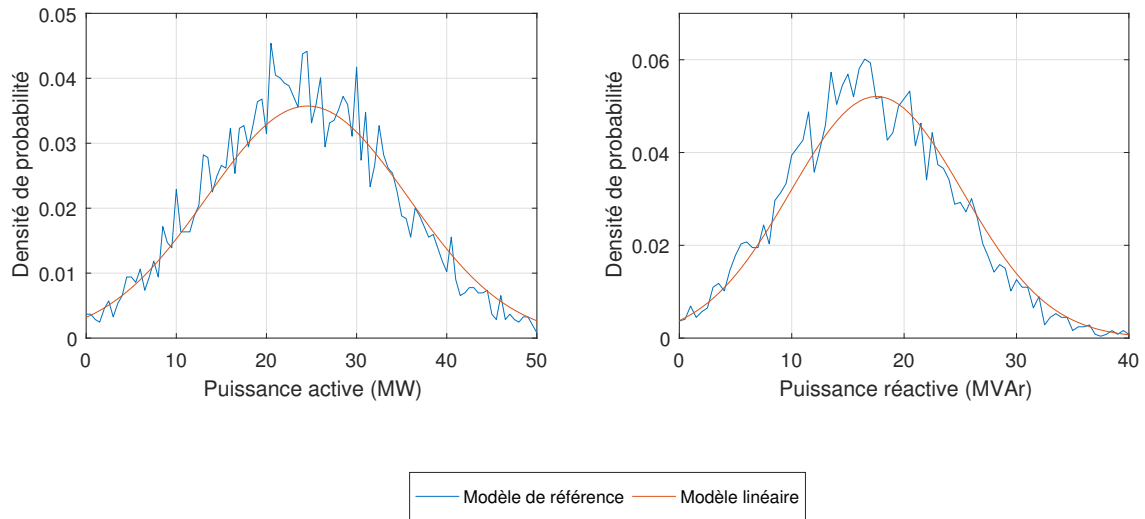 0.05
0.04
0.03
0.02
0.01
0
Densité de probabilité
0 10 20 30 40 50
Puissance active (MW)
0.06
0.04
0.02
0
Densité de probabilité
0 10 20 30 40
Puissance réactive (MVAr)
Modèle de référence Modèle linéaire